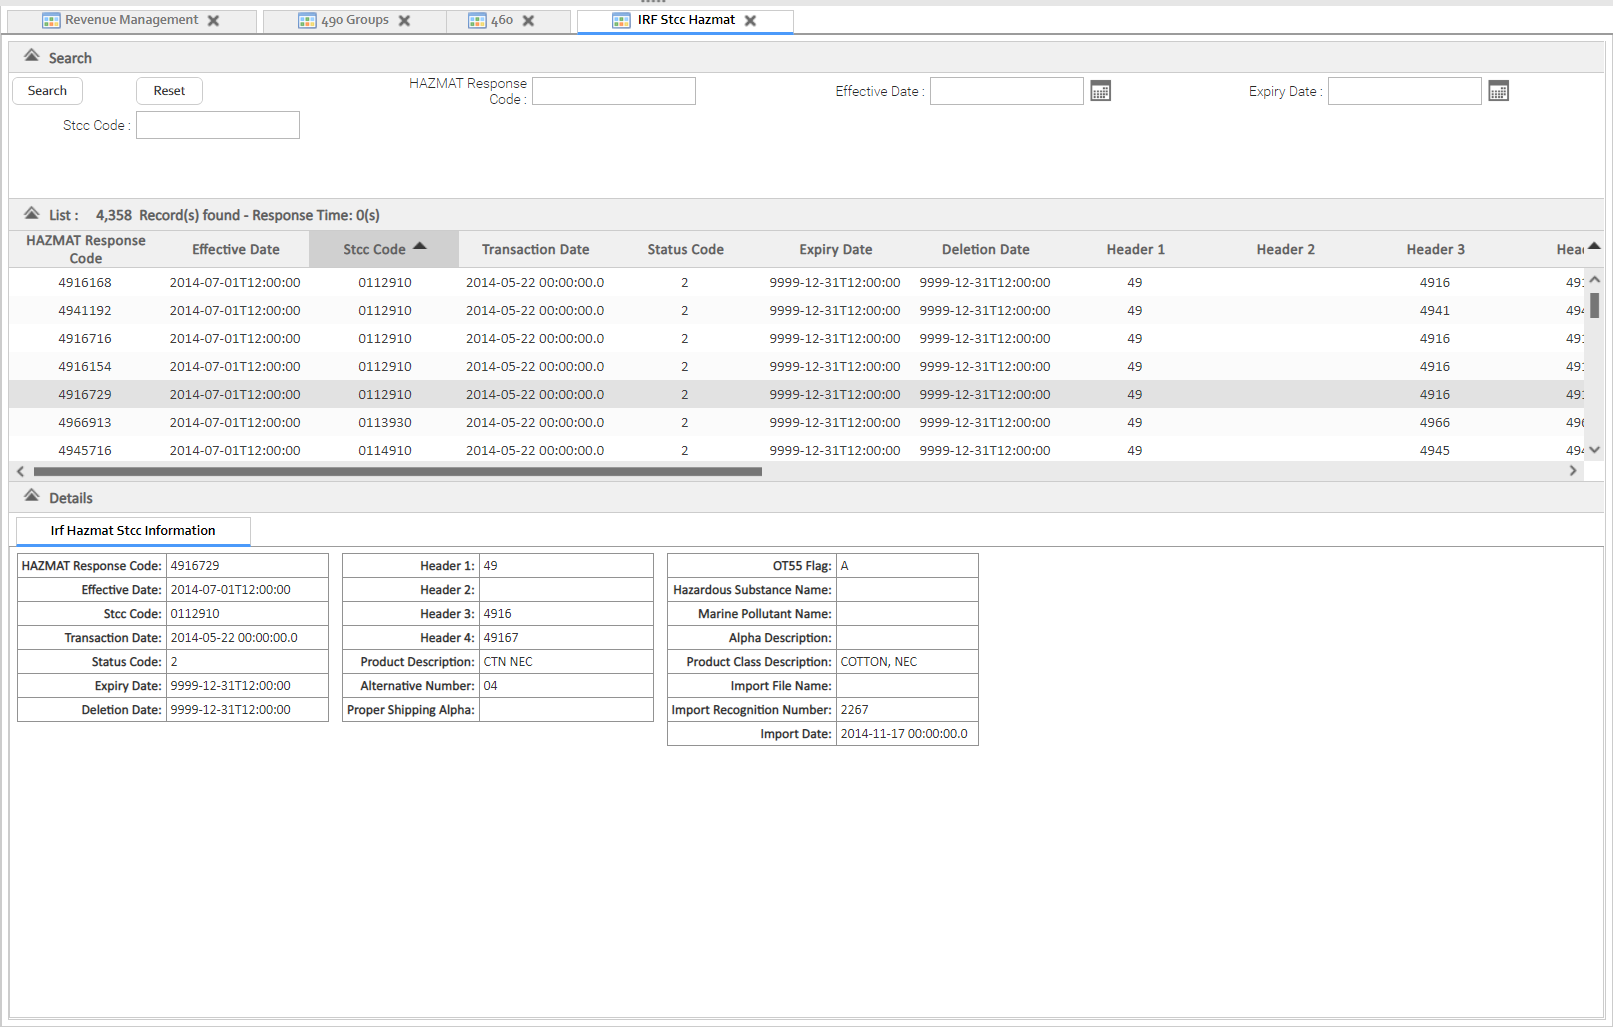 Revenue Management
490 Groups
460
IRF Stcc Hazmat
Search
Search
Reset
HAZMAT Response Code :
Effective Date :
Expiry Date :
Stcc Code :
List : 4,358 Record(s) found - Response Time: 0(s)
HAZMAT Response Code Effective Date Stcc Code Transaction Date Status Code Expiry Date Deletion Date Header 1 Header 2 Header 3 Hea
4916168 2014-07-01T12:00:00 0112910 2014-05-22 00:00:00.0 2 9999-12-31T12:00:00 9999-12-31T12:00:00 49 4916 491
4941192 2014-07-01T12:00:00 0112910 2014-05-22 00:00:00.0 2 9999-12-31T12:00:00 9999-12-31T12:00:00 49 4941 494
4916716 2014-07-01T12:00:00 0112910 2014-05-22 00:00:00.0 2 9999-12-31T12:00:00 9999-12-31T12:00:00 49 4916 491
4916154 2014-07-01T12:00:00 0112910 2014-05-22 00:00:00.0 2 9999-12-31T12:00:00 9999-12-31T12:00:00 49 4916 491
4916729 2014-07-01T12:00:00 0112910 2014-05-22 00:00:00.0 2 9999-12-31T12:00:00 9999-12-31T12:00:00 49 4916 491
4966913 2014-07-01T12:00:00 0113930 2014-05-22 00:00:00.0 2 9999-12-31T12:00:00 9999-12-31T12:00:00 49 4966 496
4945716 2014-07-01T12:00:00 0114910 2014-05-22 00:00:00.0 2 9999-12-31T12:00:00 9999-12-31T12:00:00 49 4945 494
Details
Irf Hazmat Stcc Information
HAZMAT Response Code: 4916729
Effective Date: 2014-07-01T12:00:00
Stcc Code: 0112910
Transaction Date: 2014-05-22 00:00:00.0
Status Code: 2
Expiry Date: 9999-12-31T12:00:00
Deletion Date: 9999-12-31T12:00:00
Header 1: 49
Header 2:
Header 3: 4916
Header 4: 49167
Product Description: CTN NEC
Alternative Number: 04
Proper Shipping Alpha:
OT55 Flag: A
Hazardous Substance Name:
Marine Pollutant Name:
Alpha Description:
Product Class Description: COTTON, NEC
Import File Name:
Import Recognition Number: 2267
Import Date: 2014-11-17 00:00:00.0